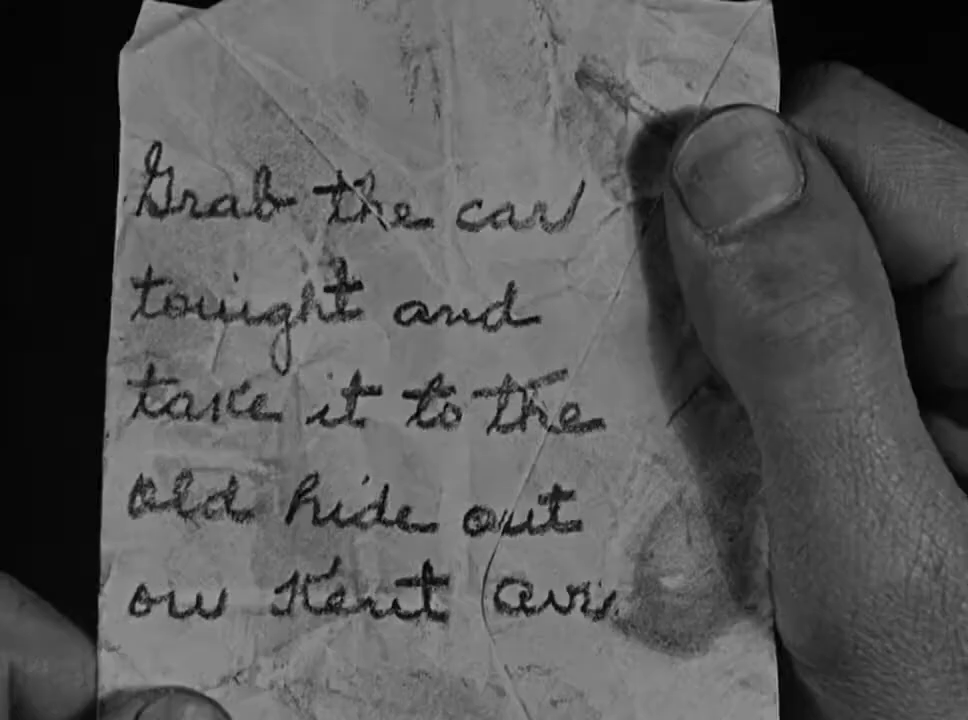 Grab the car
tonight and
take it to the
old hide out
on Kent Ave.